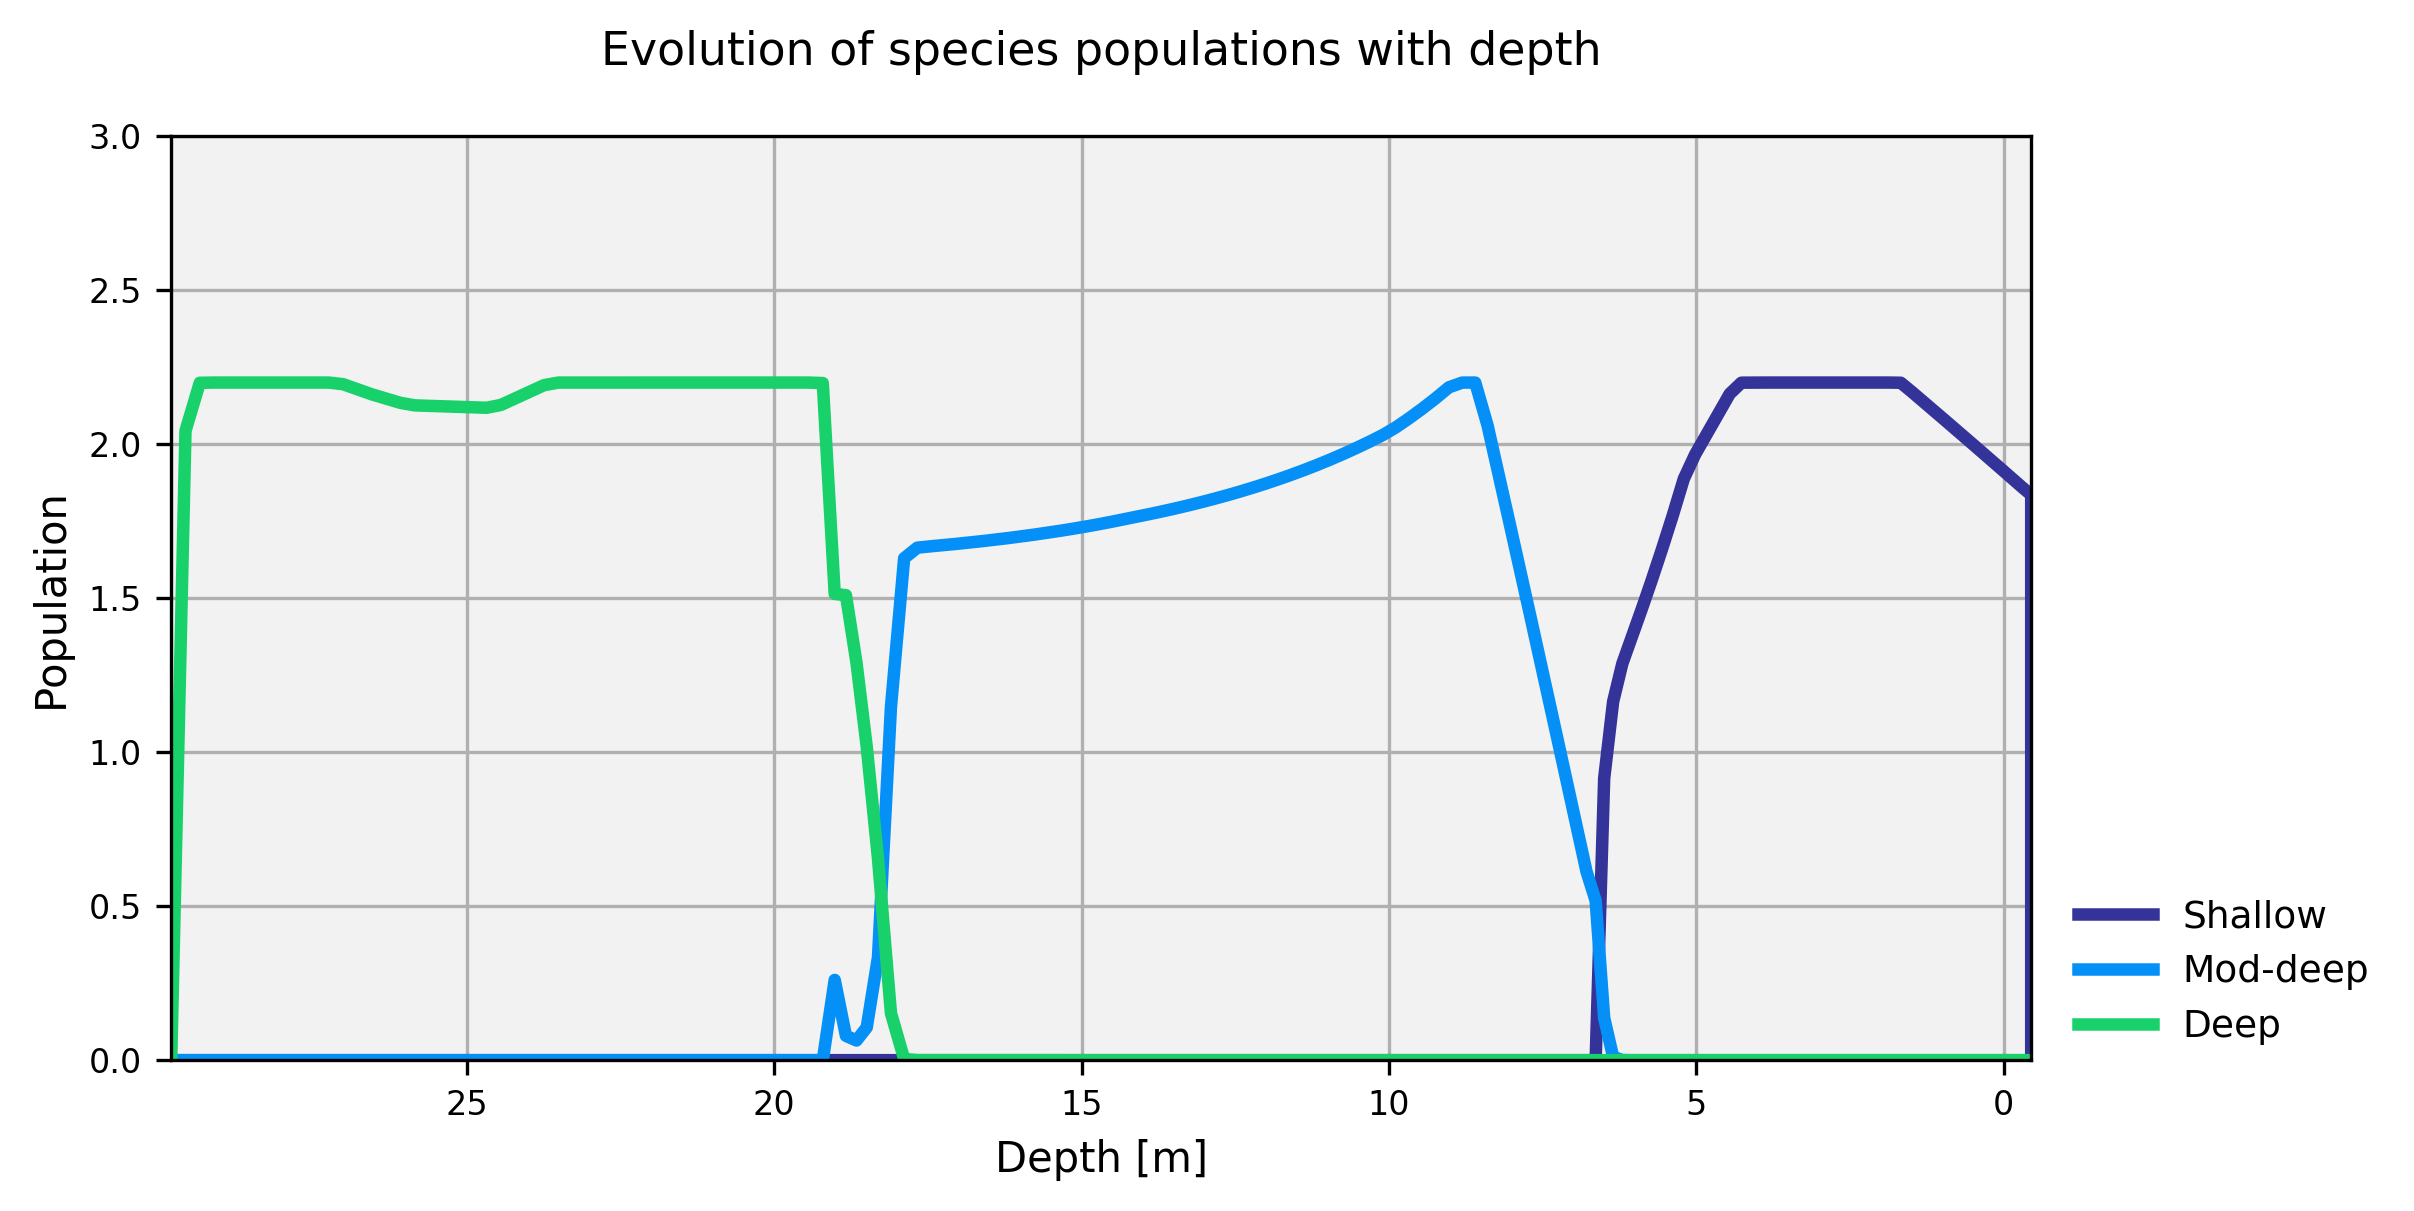 Evolution of species populations with depth
3.0
2.5
2.0
1.5
1.0
0.5
0.0
Population
25 20 15 10 5 0
Depth [m]
Shallow
Mod-deep
Deep